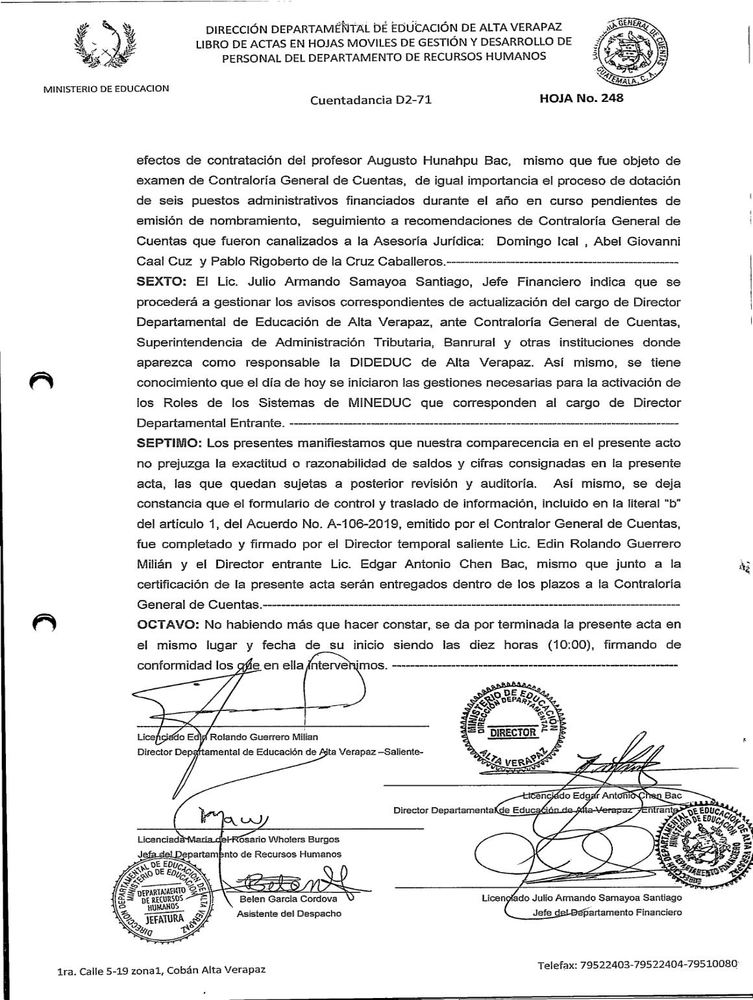 DIRECCIÓN DEPARTAMENTAL DE EDUCACIÓN DE ALTA VERAPAZ
LIBRO DE ACTAS EN HOJAS MOVILES DE GESTIÓN Y DESARROLLO DE
PERSONAL DEL DEPARTAMENTO DE RECURSOS HUMANOS
GENERAL DE CUENTAS
GUATEMALA, C. A.
MINISTERIO DE EDUCACION
Cuentadancia D2-71
HOJA No. 248
efectos de contratación del profesor Augusto Hunahpu Bac, mismo que fue objeto de
examen de Contraloría General de Cuentas, de igual importancia el proceso de dotación
de seis puestos administrativos financiados durante el año en curso pendientes de
emisión de nombramiento, seguimiento a recomendaciones de Contraloría General de
Cuentas que fueron canalizados a la Asesoría Jurídica: Domingo Ical , Abel Giovanni
Caal Cuz y Pablo Rigoberto de la Cruz Caballeros.---------------------------------------------------
SEXTO: El Lic. Julio Armando Samayoa Santiago, Jefe Financiero indica que se
procederá a gestionar los avisos correspondientes de actualización del cargo de Director
Departamental de Educación de Alta Verapaz, ante Contraloría General de Cuentas,
Superintendencia de Administración Tributaria, Banrural y otras instituciones donde
aparezca como responsable la DIDEDUC de Alta Verapaz. Así mismo, se tiene
conocimiento que el día de hoy se iniciaron las gestiones necesarias para la activación de
los Roles de los Sistemas de MINEDUC que corresponden al cargo de Director
Departamental Entrante. --------------------------------------------------------------------------------------
SEPTIMO: Los presentes manifiestamos que nuestra comparecencia en el presente acto
no prejuzga la exactitud o razonabilidad de saldos y cifras consignadas en la presente
acta, las que quedan sujetas a posterior revisión y auditoría. Así mismo, se deja
constancia que el formulario de control y traslado de información, incluido en la literal "b"
del artículo 1, del Acuerdo No. A-106-2019, emitido por el Contralor General de Cuentas,
fue completado y firmado por el Director temporal saliente Lic. Edin Rolando Guerrero
Milián y el Director entrante Lic. Edgar Antonio Chen Bac, mismo que junto a la
certificación de la presente acta serán entregados dentro de los plazos a la Contraloría
General de Cuentas.--------------------------------------------------------------------------------------------
OCTAVO: No habiendo más que hacer constar, se da por terminada la presente acta en
el mismo lugar y fecha de su inicio siendo las diez horas (10:00), firmando de
conformidad los que en ella intervenimos. ---------------------------------------------------------------
MINISTERIO DE EDUCACIÓN
DIRECCIÓN DEPARTAMENTAL
DIRECTOR
ALTA VERAPAZ
Licenciado Edin Rolando Guerrero Milian
Director Departamental de Educación de Alta Verapaz –Saliente-
Licenciado Edgar Antonio Chen Bac
Director Departamental de Educación de Alta Verapaz -Entrante
Licenciada María del Rosario Wholers Burgos
Jefa del Departamento de Recursos Humanos
DIRECCIÓN DEPARTAMENTAL DE EDUCACIÓN DE ALTA VERAPAZ
MINISTERIO DE EDUCACIÓN
DEPARTAMENTO FINANCIERO
DIRECCION DEPARTAMENTAL DE EDUCACION DE ALTA VERAPAZ
MINISTERIO DE EDUCACION
DEPARTAMENTO
DE RECURSOS
HUMANOS
JEFATURA
Belen G
Belen Garcia Cordova
Asistente del Despacho
Licenciado Julio Armando Samayoa Santiago
Jefe del Departamento Financiero
1ra. Calle 5-19 zona1, Cobán Alta Verapaz
Telefax: 79522403-79522404-79510080